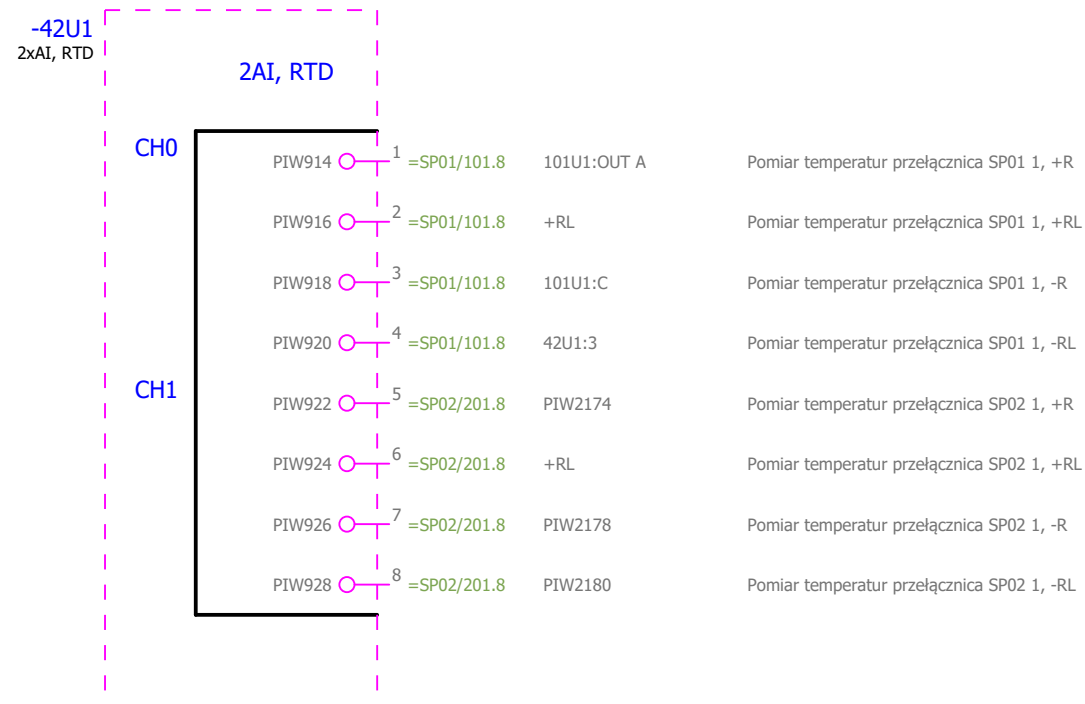 -42U1
2xAI, RTD
2AI, RTD
CH0
PIW914 1 =SP01/101.8 101U1:OUT A Pomiar temperatur przełącznica SP01 1, +R
PIW916 2 =SP01/101.8 +RL Pomiar temperatur przełącznica SP01 1, +RL
PIW918 3 =SP01/101.8 101U1:C Pomiar temperatur przełącznica SP01 1, -R
PIW920 4 =SP01/101.8 42U1:3 Pomiar temperatur przełącznica SP01 1, -RL
CH1
PIW922 5 =SP02/201.8 PIW2174 Pomiar temperatur przełącznica SP02 1, +R
PIW924 6 =SP02/201.8 +RL Pomiar temperatur przełącznica SP02 1, +RL
PIW926 7 =SP02/201.8 PIW2178 Pomiar temperatur przełącznica SP02 1, -R
PIW928 8 =SP02/201.8 PIW2180 Pomiar temperatur przełącznica SP02 1, -RL